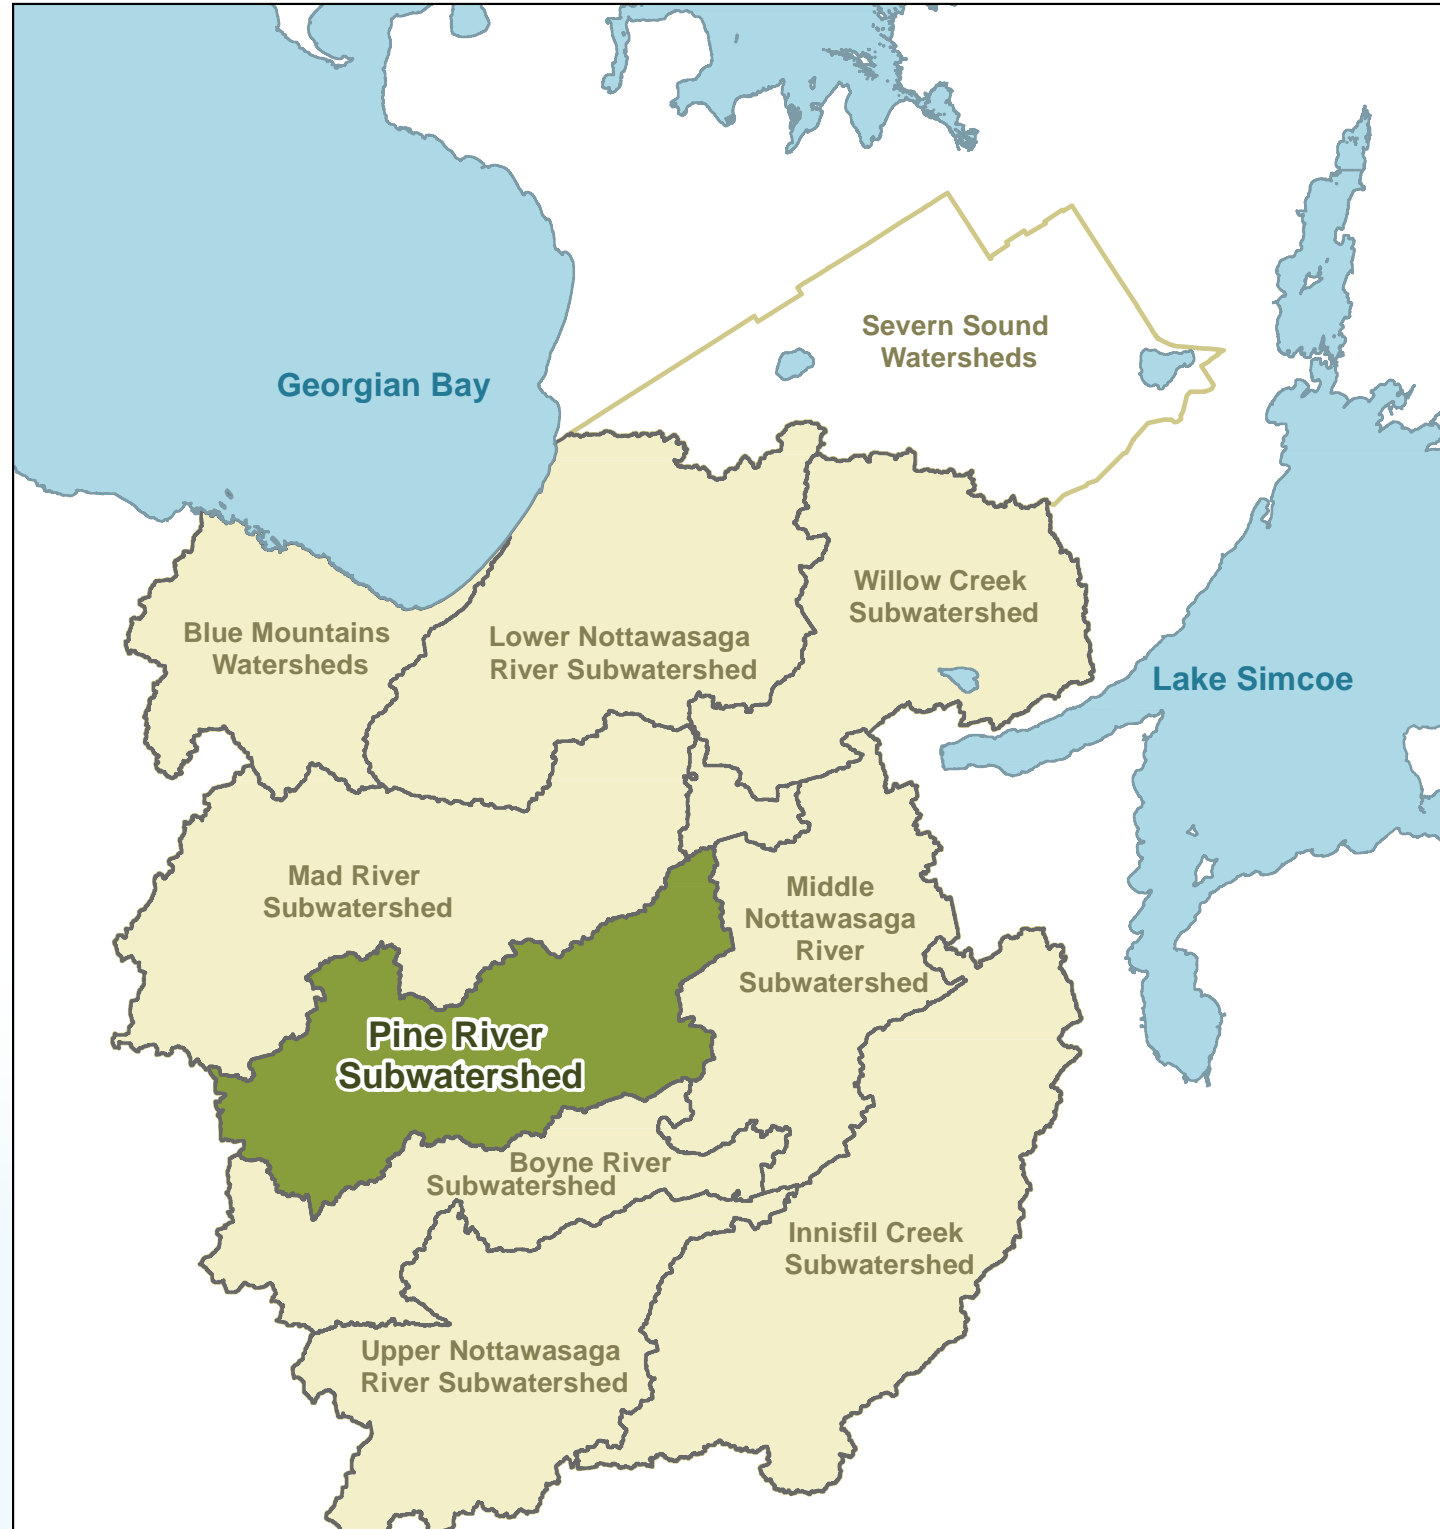 Severn Sound
Watersheds
Georgian Bay
Willow Creek
Subwatershed
Blue Mountains
Watersheds
Lower Nottawasaga
River Subwatershed
Lake Simcoe
Mad River
Subwatershed
Middle
Nottawasaga
River
Subwatershed
Pine River
Subwatershed
Boyne River
Subwatershed
Innisfil Creek
Subwatershed
Upper Nottawasaga
River Subwatershed